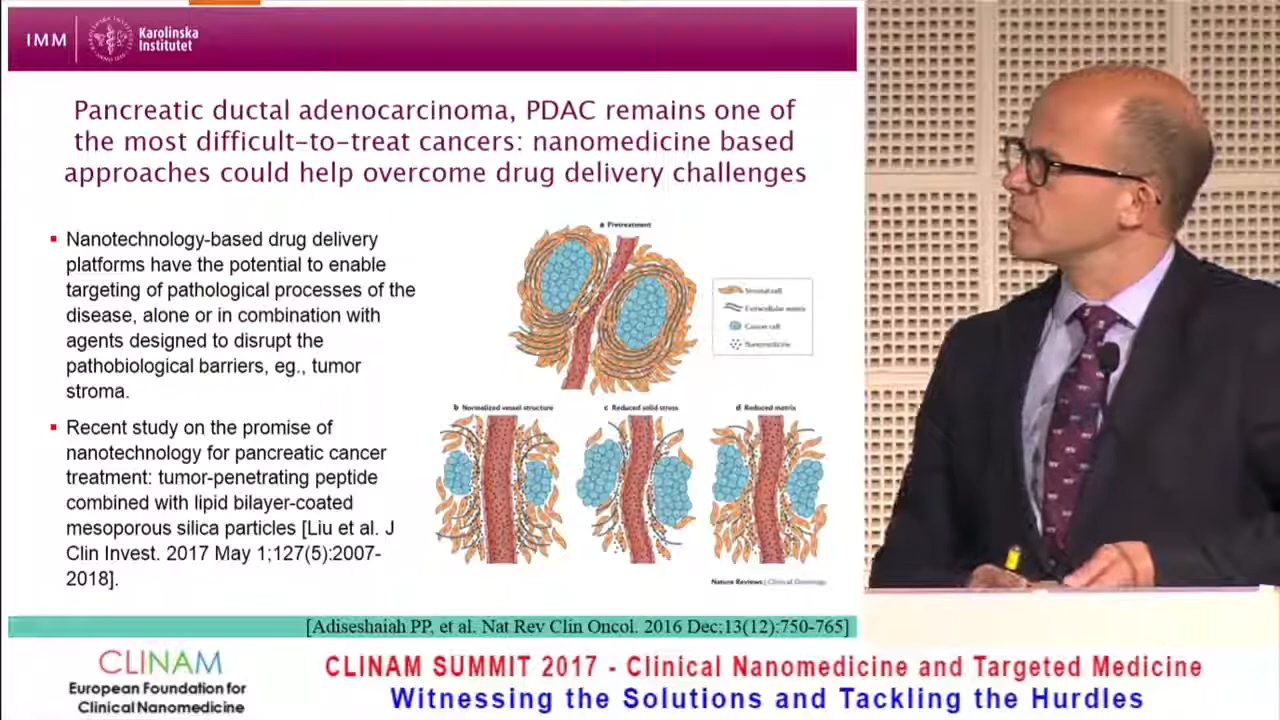 IMM
Karolinska
Institutet
Pancreatic ductal adenocarcinoma, PDAC remains one of
the most difficult-to-treat cancers: nanomedicine based
approaches could help overcome drug delivery challenges
▪ Nanotechnology-based drug delivery
platforms have the potential to enable
targeting of pathological processes of the
disease, alone or in combination with
agents designed to disrupt the
pathobiological barriers, eg., tumor
stroma.
▪ Recent study on the promise of
nanotechnology for pancreatic cancer
treatment: tumor-penetrating peptide
combined with lipid bilayer-coated
mesoporous silica particles [Liu et al. J
Clin Invest. 2017 May 1;127(5):2007-
2018].
a Pretreatment
Stromal cell
Extracellular matrix
Cancer cell
Nanomedicine
b Normalized vessel structure
c Reduced solid stress
d Reduced matrix
Nature Reviews | Clinical Oncology
[Adiseshaiah PP, et al. Nat Rev Clin Oncol. 2016 Dec;13(12):750-765]
CLINAM
European Foundation for
Clinical Nanomedicine
CLINAM SUMMIT 2017 - Clinical Nanomedicine and Targeted Medicine
Witnessing the Solutions and Tackling the Hurdles